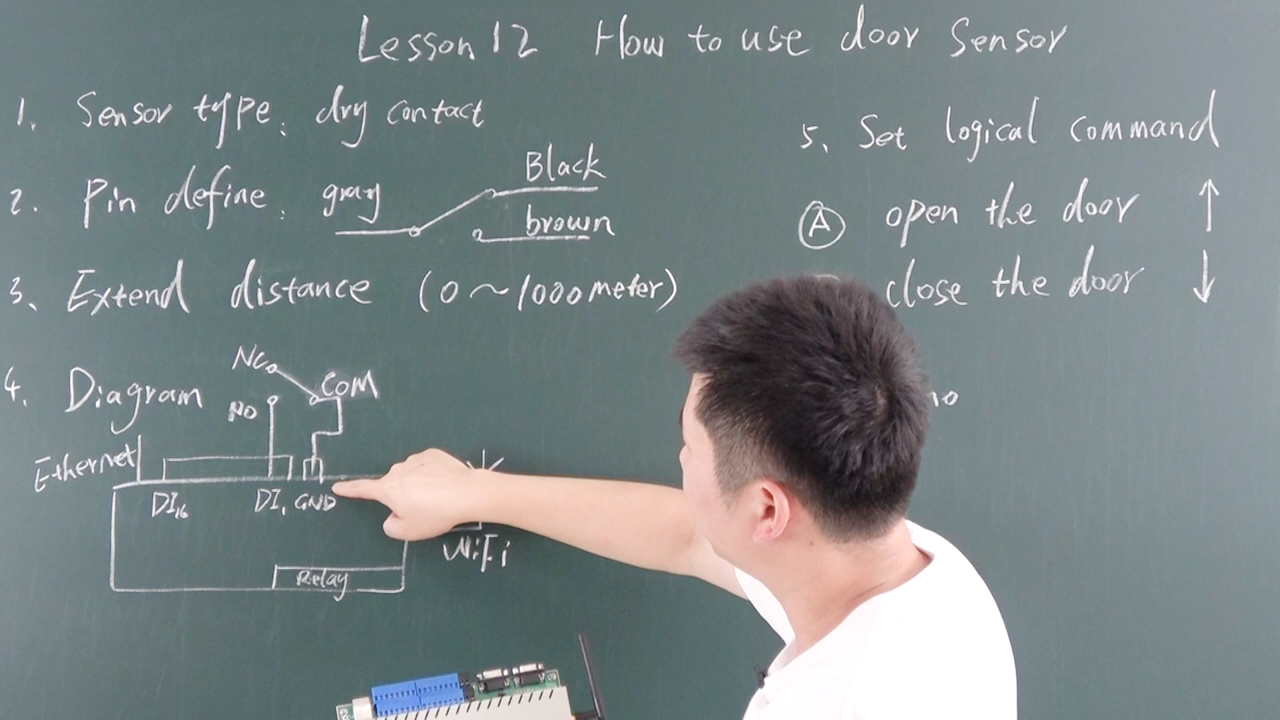 Lesson 12 How to use door Sensor
1. Sensor type: dry contact
2. Pin define: gray Black
brown
3. Extend distance (0~1000meter)
4. Diagram
NC
COM
NO
Ethernet
DI16 DI1 GND
WiFi
Relay
5. Set logical command
A open the door ↑
close the door ↓